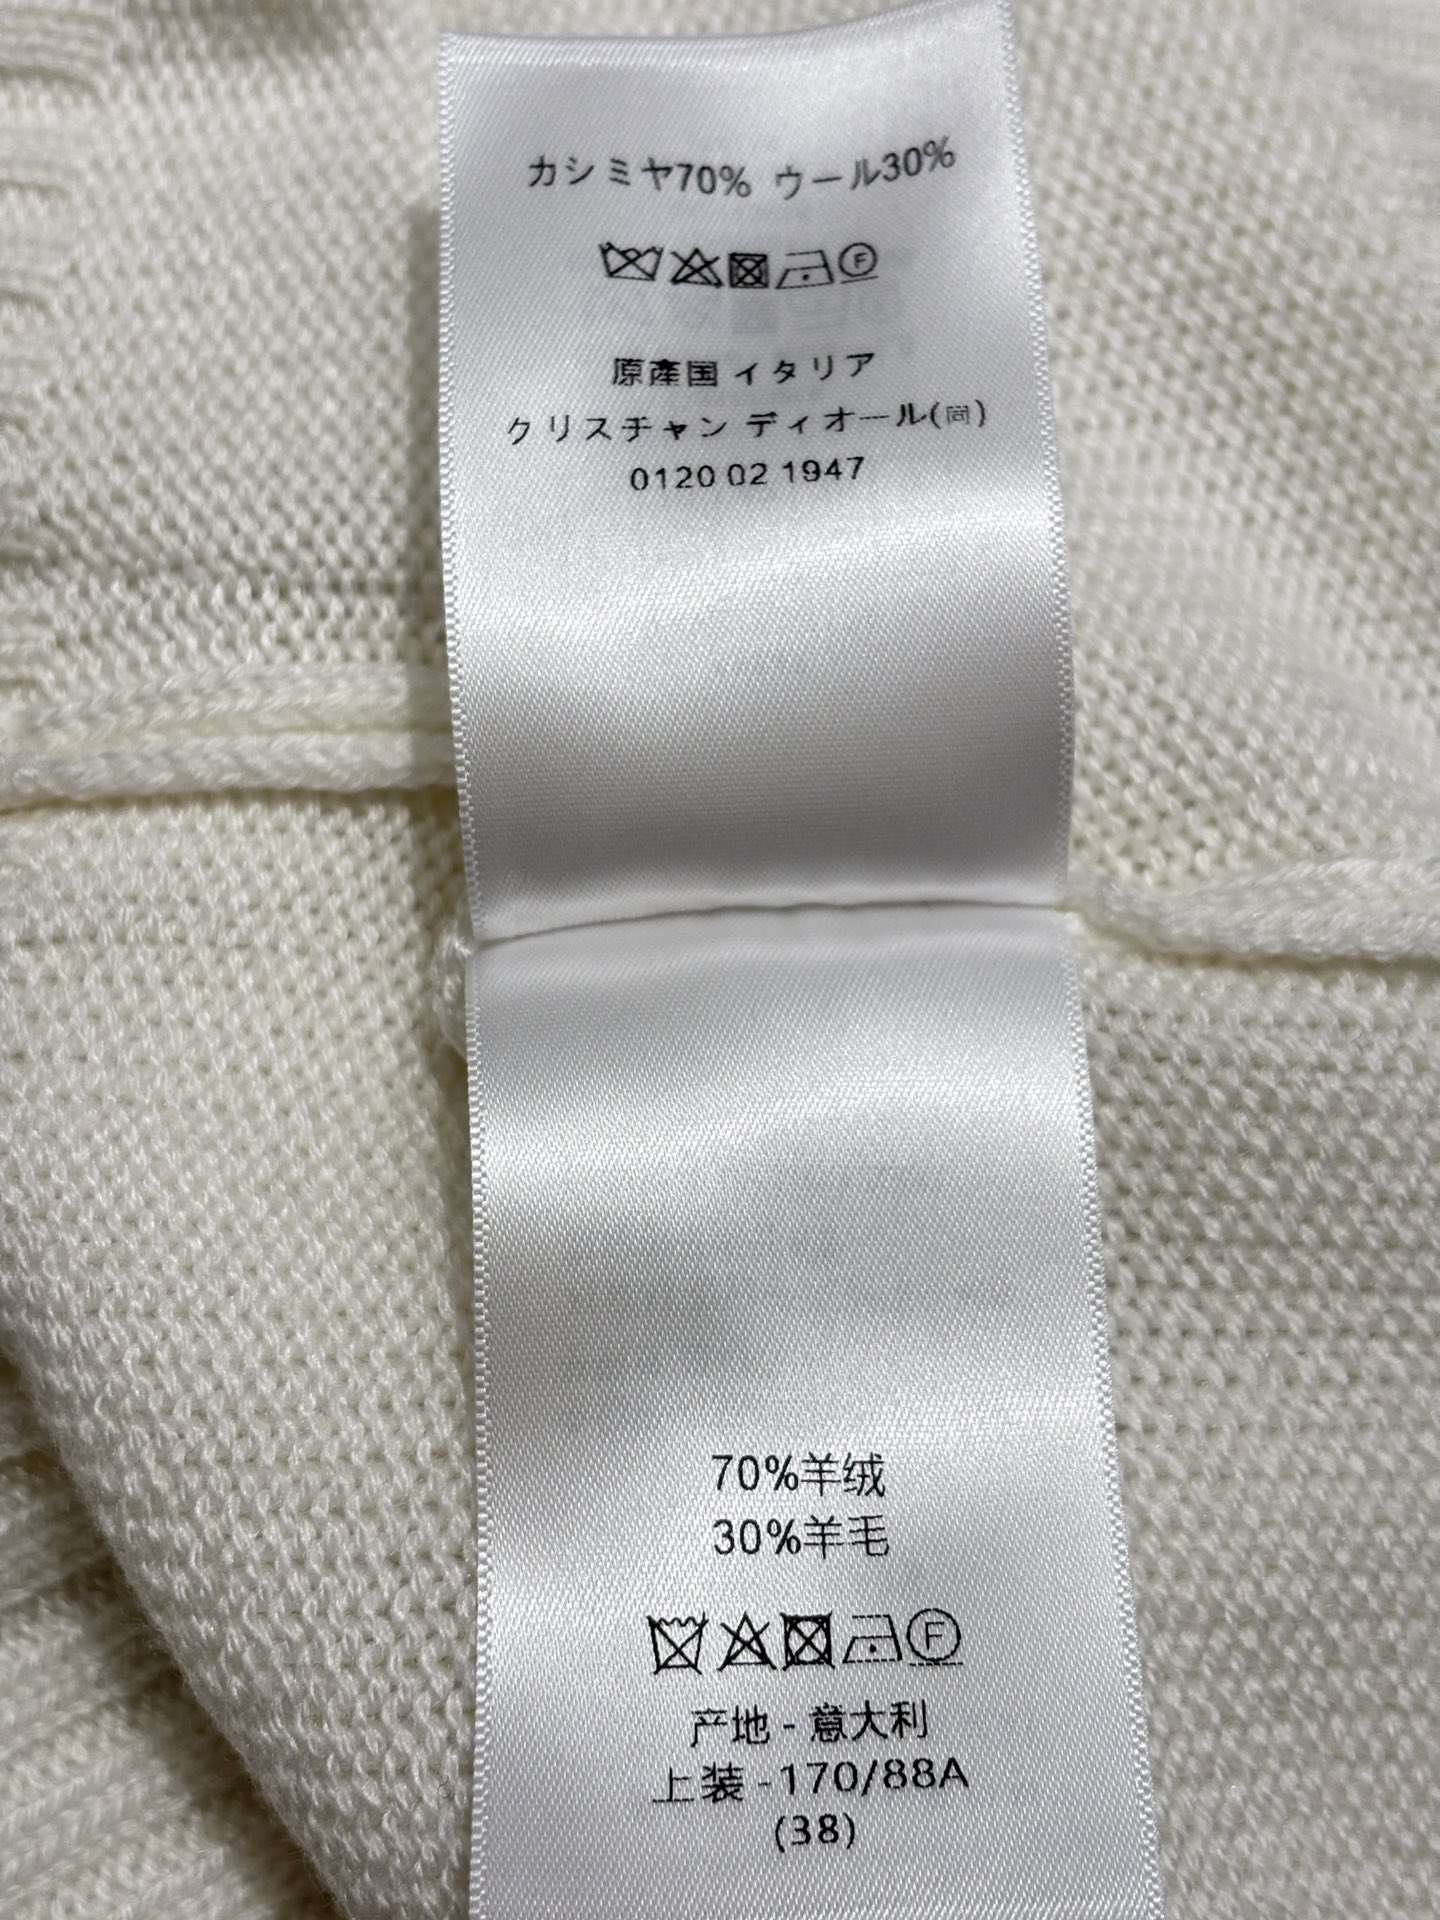 カシミヤ70% ウール30%
F
原産国 イタリア
クリスチャン ディオール(同)
0120 02 1947
70%羊绒
30%羊毛
F
产地 - 意大利
上装 -170/88A
(38)